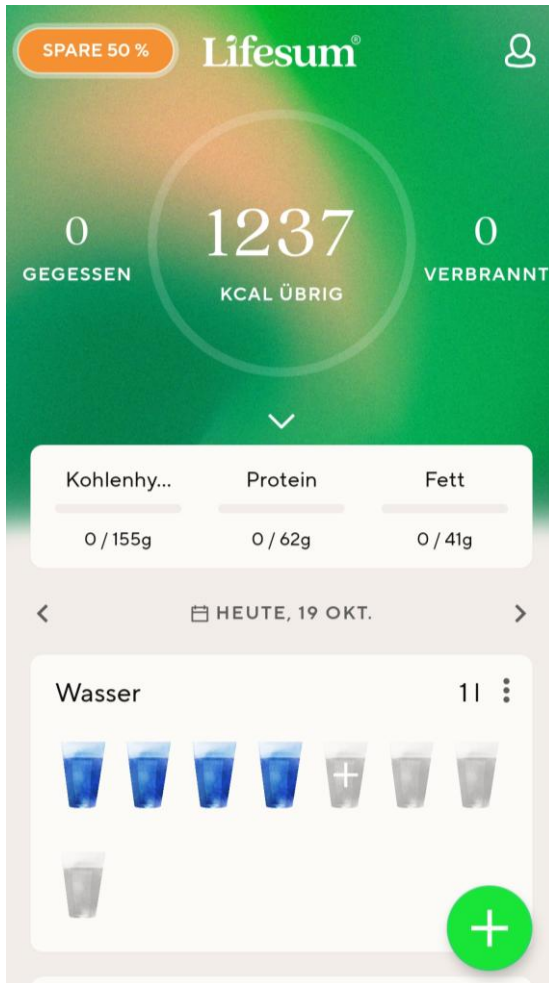 SPARE 50 %
Lifesum®
0
GEGESSEN
1237
KCAL ÜBRIG
0
VERBRANNT
Kohlenhy...
Protein
Fett
0 / 155g
0 / 62g
0 / 41g
HEUTE, 19 OKT.
Wasser
1 l